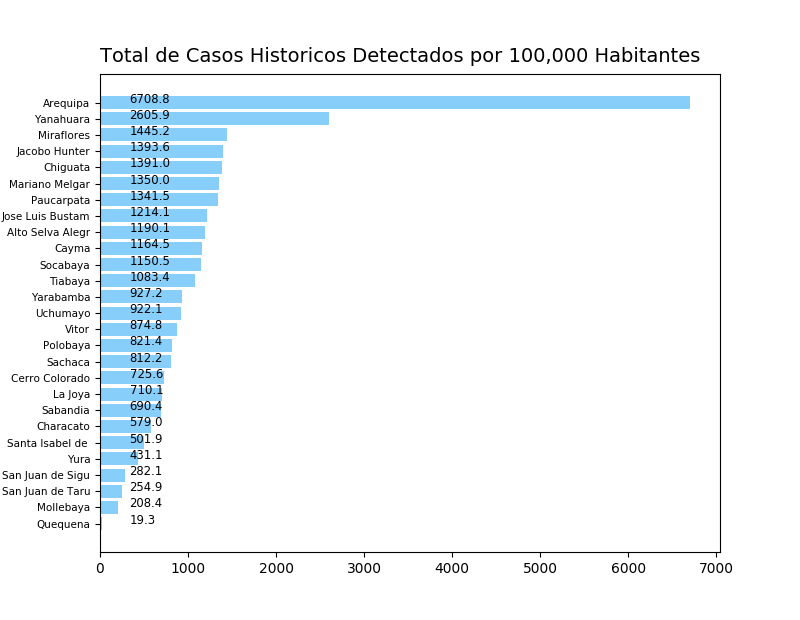 Total de Casos Historicos Detectados por 100,000 Habitantes
Arequipa 6708.8
Yanahuara 2605.9
Miraflores 1445.2
Jacobo Hunter 1393.6
Chiguata 1391.0
Mariano Melgar 1350.0
Paucarpata 1341.5
Jose Luis Bustam 1214.1
Alto Selva Alegr 1190.1
Cayma 1164.5
Socabaya 1150.5
Tiabaya 1083.4
Yarabamba 927.2
Uchumayo 922.1
Vitor 874.8
Polobaya 821.4
Sachaca 812.2
Cerro Colorado 725.6
La Joya 710.1
Sabandia 690.4
Characato 579.0
Santa Isabel de 501.9
Yura 431.1
San Juan de Sigu 282.1
San Juan de Taru 254.9
Mollebaya 208.4
Quequena 19.3
0 1000 2000 3000 4000 5000 6000 7000